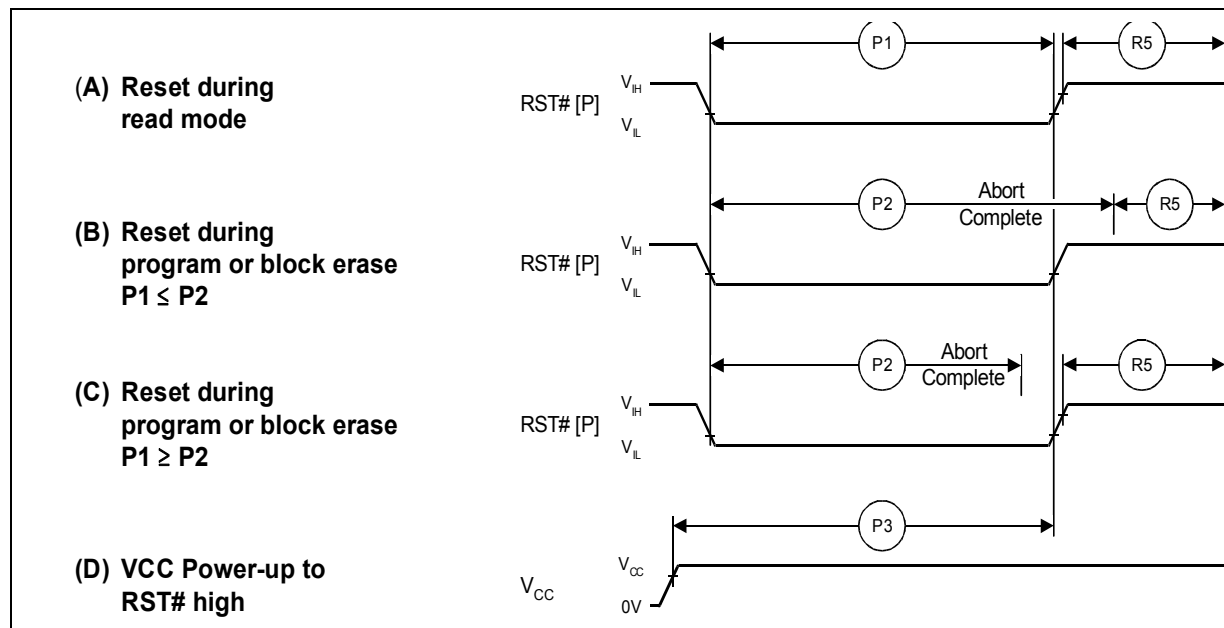 P1
R5
(A) Reset during
read mode
RST# [P]
VIH
VIL
P2
Abort
Complete
R5
(B) Reset during
program or block erase
P1 ≤ P2
RST# [P]
VIH
VIL
P2
Abort
Complete
R5
(C) Reset during
program or block erase
P1 ≥ P2
RST# [P]
VIH
VIL
P3
(D) VCC Power-up to
RST# high
VCC
VCC
0V